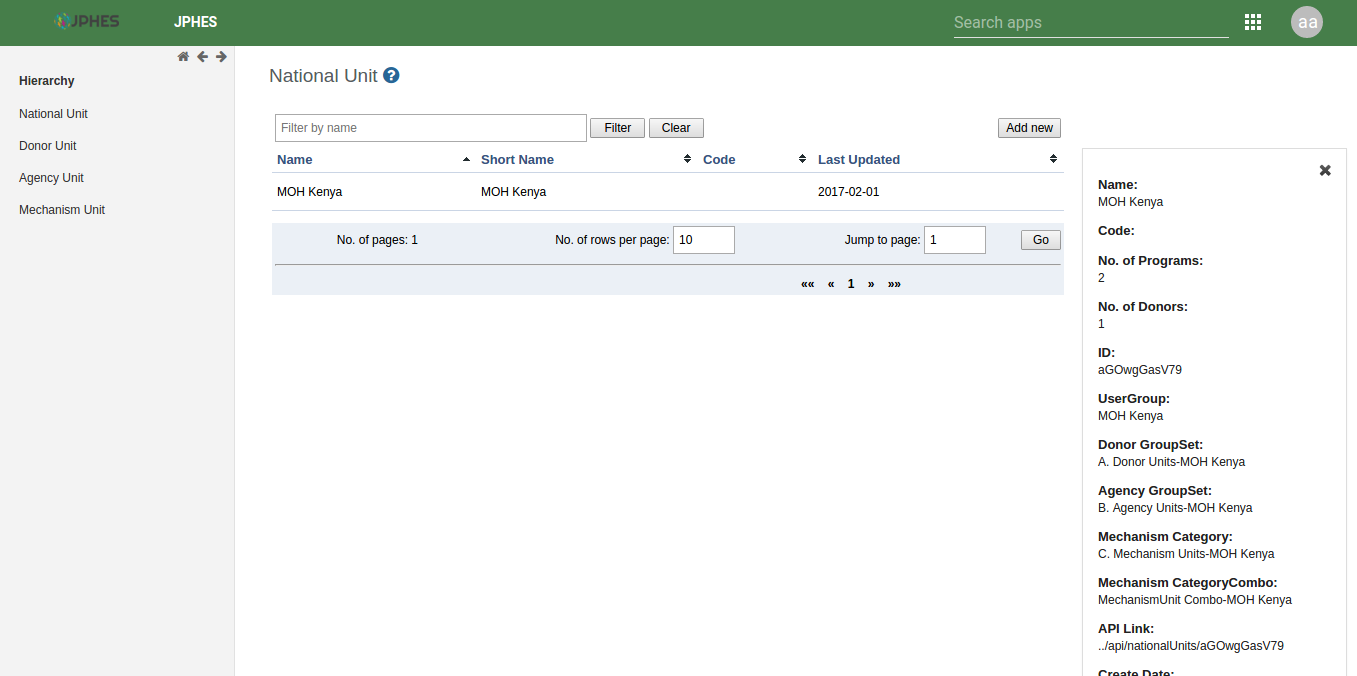 JPHES
JPHES
Search apps
aa
Hierarchy
National Unit
Donor Unit
Agency Unit
Mechanism Unit
National Unit ?
Filter by name
Filter
Clear
Add new
Name Short Name Code Last Updated
MOH Kenya MOH Kenya 2017-02-01
No. of pages: 1 No. of rows per page: 10 Jump to page: 1 Go
«« « 1 » »»
Name:
MOH Kenya
Code:
No. of Programs:
2
No. of Donors:
1
ID:
aGOwgGasV79
UserGroup:
MOH Kenya
Donor GroupSet:
A. Donor Units-MOH Kenya
Agency GroupSet:
B. Agency Units-MOH Kenya
Mechanism Category:
C. Mechanism Units-MOH Kenya
Mechanism CategoryCombo:
MechanismUnit Combo-MOH Kenya
API Link:
../api/nationalUnits/aGOwgGasV79
Create Date: